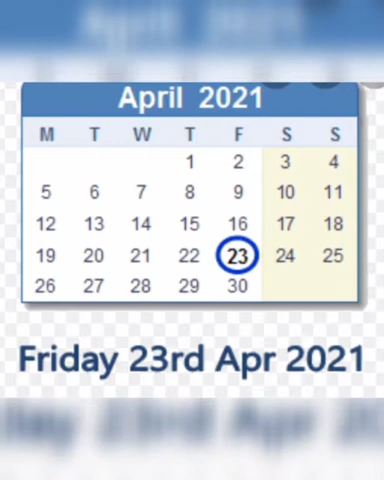 April 2021
M T W T F S S
1 2 3 4
5 6 7 8 9 10 11
12 13 14 15 16 17 18
19 20 21 22 23 24 25
26 27 28 29 30
Friday 23rd Apr 2021